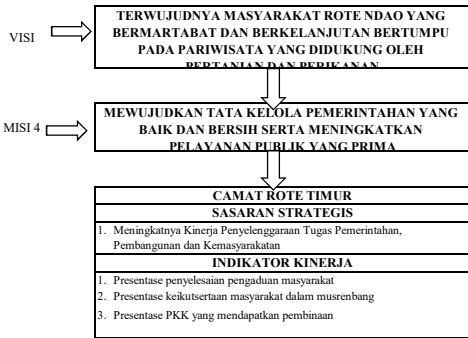 VISI
TERWUJUDNYA MASYARAKAT ROTE NDAO YANG
BERMARTABAT DAN BERKELANJUTAN BERTUMPU
PADA PARIWISATA YANG DIDUKUNG OLEH
PERTANIAN DAN PERIKANAN
MISI 4
MEWUJUDKAN TATA KELOLA PEMERINTAHAN YANG
BAIK DAN BERSIH SERTA MENINGKATKAN
PELAYANAN PUBLIK YANG PRIMA
CAMAT ROTE TIMUR
SASARAN STRATEGIS
1. Meningkatnya Kinerja Penyelenggaraan Tugas Pemerintahan,
Pembangunan dan Kemasyarakatan
INDIKATOR KINERJA
1. Presentase penyelesaian pengaduan masyarakat
2. Presentase keikutsertaan masyarakat dalam musrenbang
3. Presentase PKK yang mendapatkan pembinaan